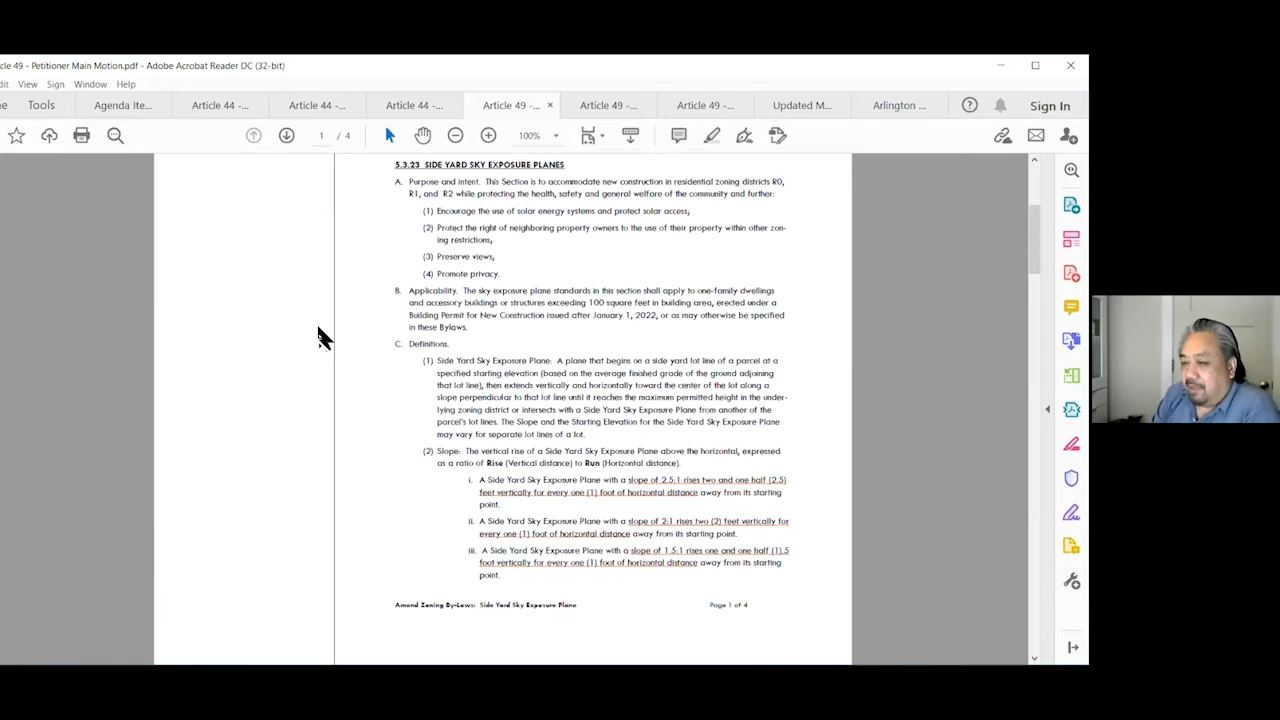 cle 49 - Petitioner Main Motion.pdf - Adobe Acrobat Reader DC (32-bit)
dit View Sign Window Help
ne Tools Agenda Ite... Article 44 -... Article 44 -... Article 44 -... Article 49 -... × Article 49 -... Article 49 -... Updated M... Arlington ... Sign In
1 / 4 100%
5.3.23 SIDE YARD SKY EXPOSURE PLANES
A. Purpose and intent. This Section is to accommodate new construction in residential zoning districts R0,
R1, and R2 while protecting the health, safety and general welfare of the community and further:
(1) Encourage the use of solar energy systems and protect solar access;
(2) Protect the right of neighboring property owners to the use of their property within other zon-
ing restrictions;
(3) Preserve views;
(4) Promote privacy.
B. Applicability. The sky exposure plane standards in this section shall apply to one-family dwellings
and accessory buildings or structures exceeding 100 square feet in building area, erected under a
Building Permit for New Construction issued after January 1, 2022, or as may otherwise be specified
in these Bylaws.
C. Definitions.
(1) Side Yard Sky Exposure Plane: A plane that begins on a side yard lot line of a parcel at a
specified starting elevation (based on the average finished grade of the ground adjoining
that lot line), then extends vertically and horizontally toward the center of the lot along a
slope perpendicular to that lot line until it reaches the maximum permitted height in the under-
lying zoning district or intersects with a Side Yard Sky Exposure Plane from another of the
parcel's lot lines. The Slope and the Starting Elevation for the Side Yard Sky Exposure Plane
may vary for separate lot lines of a lot.
(2) Slope: The vertical rise of a Side Yard Sky Exposure Plane above the horizontal, expressed
as a ratio of Rise (Vertical distance) to Run (Horizontal distance).
i. A Side Yard Sky Exposure Plane with a slope of 2.5:1 rises two and one half (2.5)
feet vertically for every one (1) foot of horizontal distance away from its starting
point.
ii. A Side Yard Sky Exposure Plane with a slope of 2:1 rises two (2) feet vertically for
every one (1) foot of horizontal distance away from its starting point.
iii. A Side Yard Sky Exposure Plane with a slope of 1.5:1 rises one and one half (1).5
foot vertically for every one (1) foot of horizontal distance away from its starting
point.
Amend Zoning By-Laws: Side Yard Sky Exposure Plane Page 1 of 4